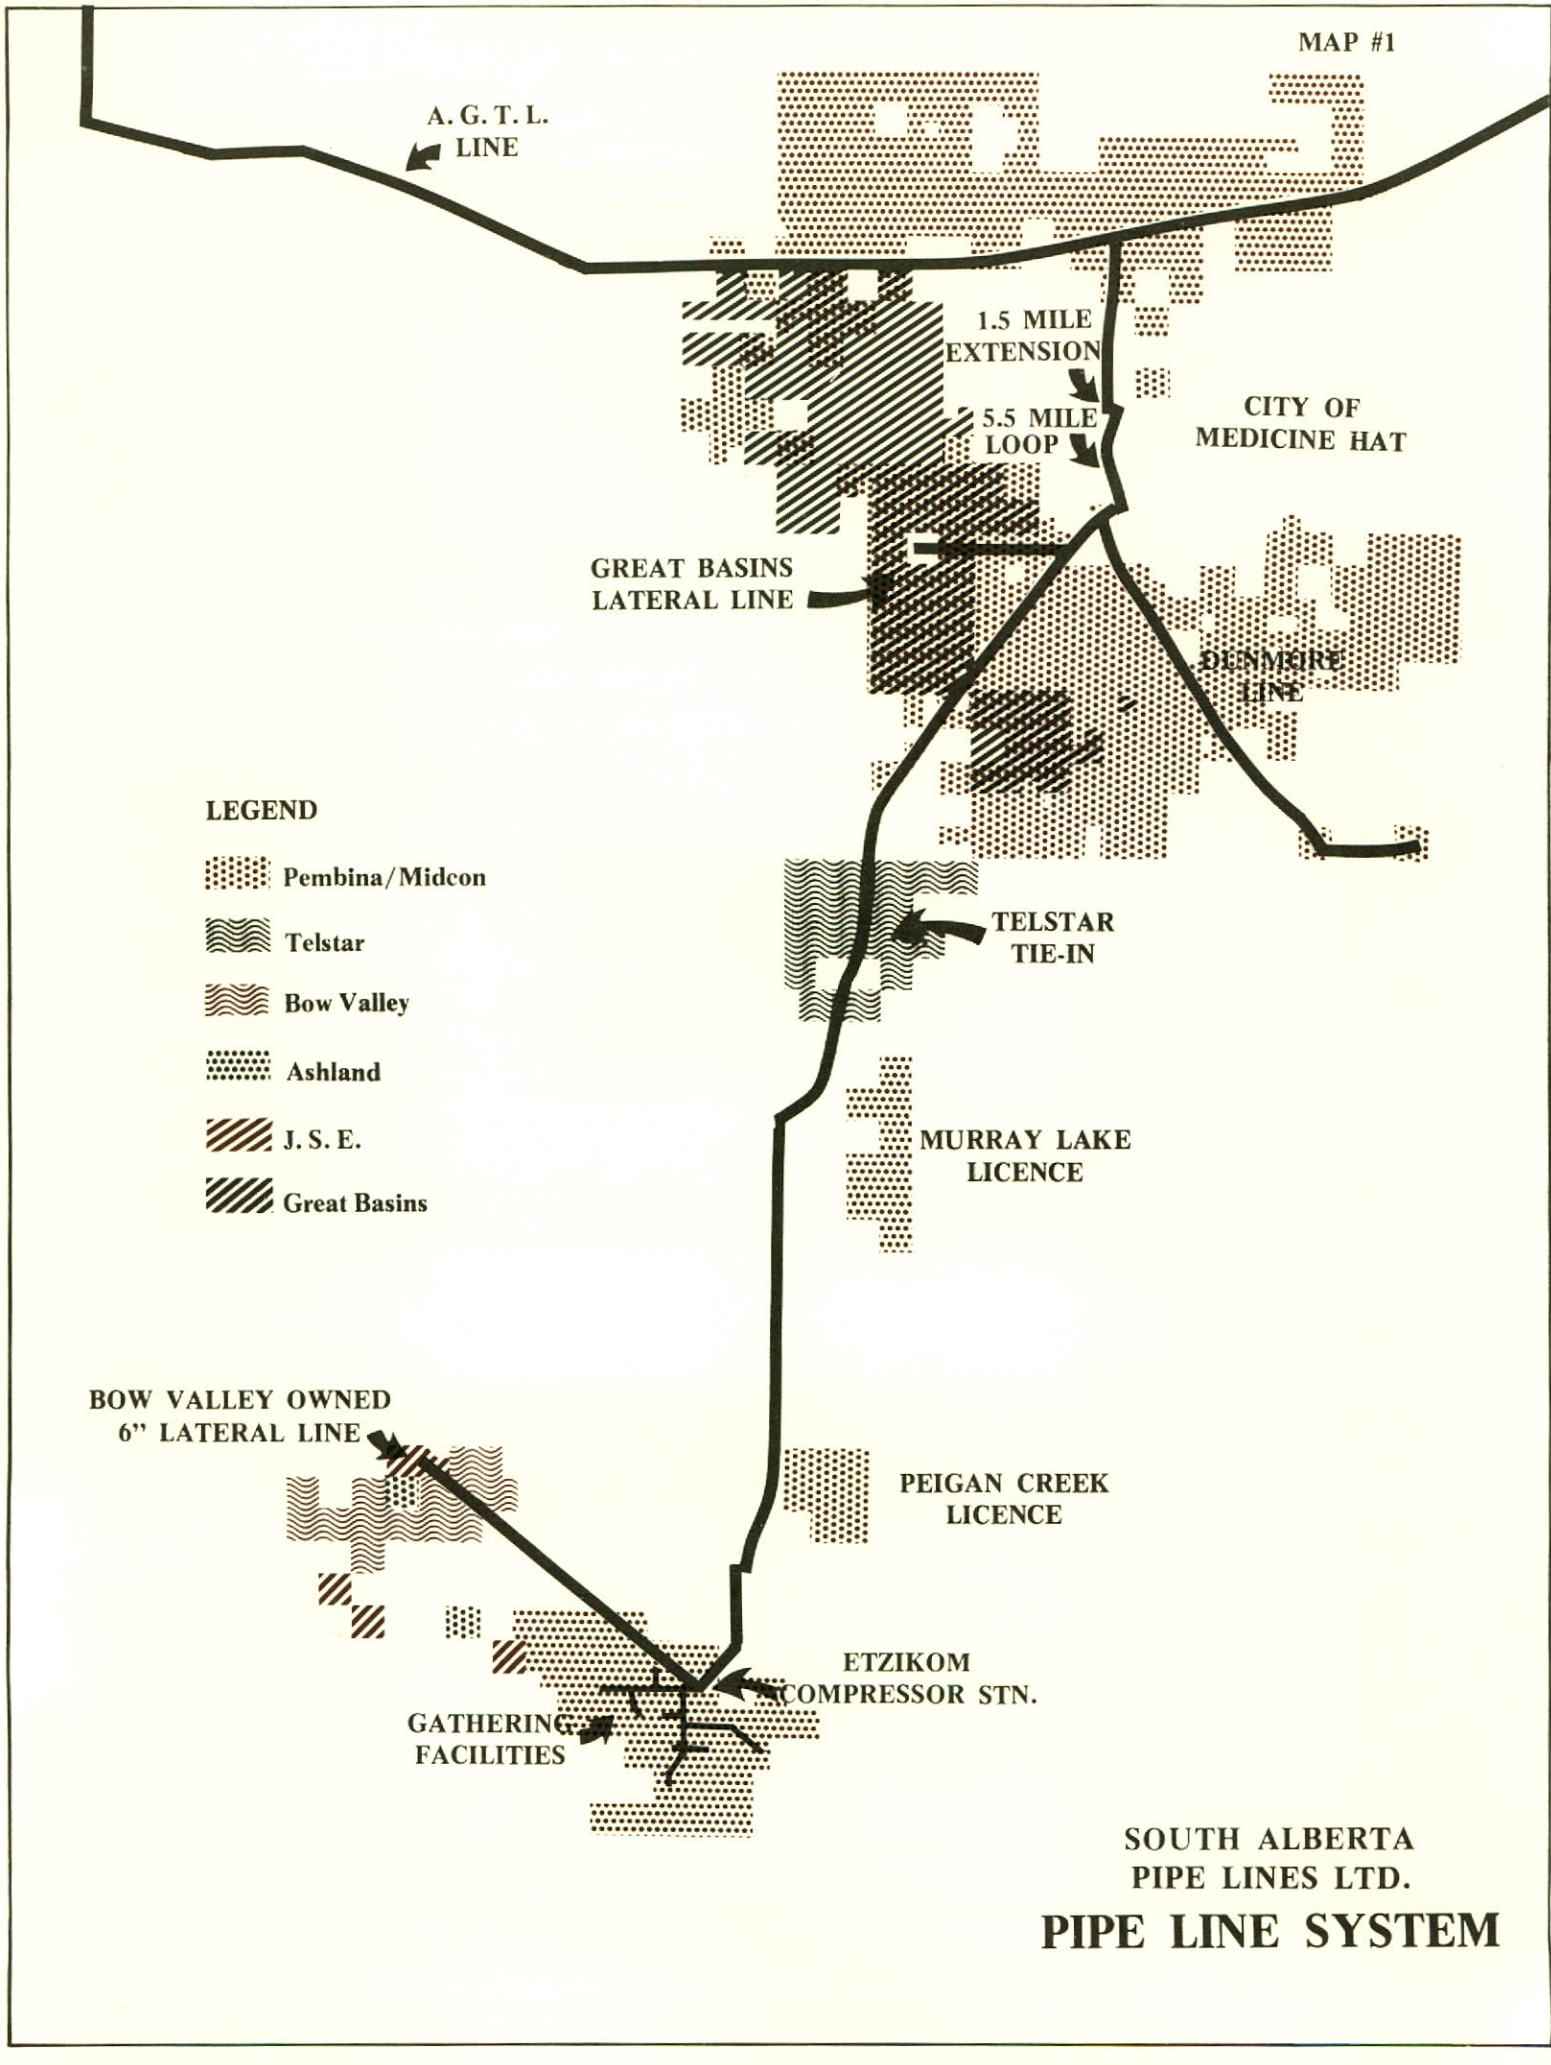 MAP #1
A. G. T. L.
LINE
1.5 MILE
EXTENSION
5.5 MILE
LOOP
CITY OF
MEDICINE HAT
GREAT BASINS
LATERAL LINE
DUNMORE
LINE
LEGEND
Pembina/Midcon
Telstar
Bow Valley
Ashland
J. S. E.
Great Basins
TELSTAR
TIE-IN
MURRAY LAKE
LICENCE
BOW VALLEY OWNED
6" LATERAL LINE
PEIGAN CREEK
LICENCE
ETZIKOM
COMPRESSOR STN.
GATHERING
FACILITIES
SOUTH ALBERTA
PIPE LINES LTD.
PIPE LINE SYSTEM